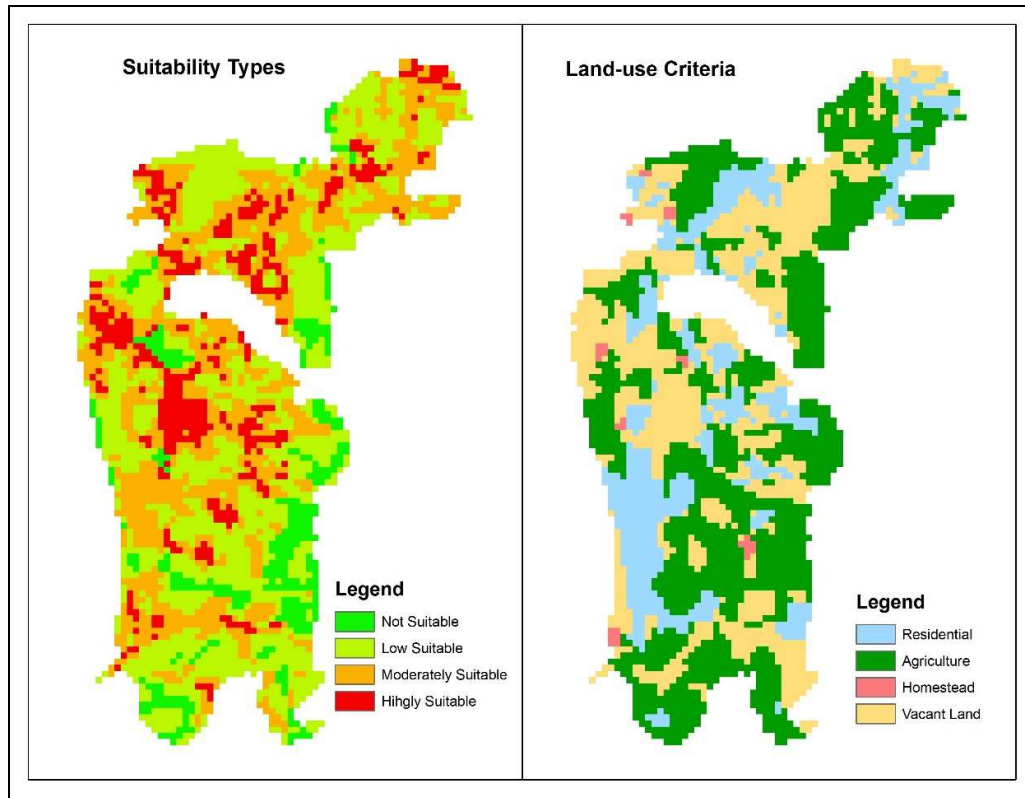 Suitability Types
Legend
Not Suitable
Low Suitable
Moderately Suitable
Hihgly Suitable
Land-use Criteria
Legend
Residential
Agriculture
Homestead
Vacant Land